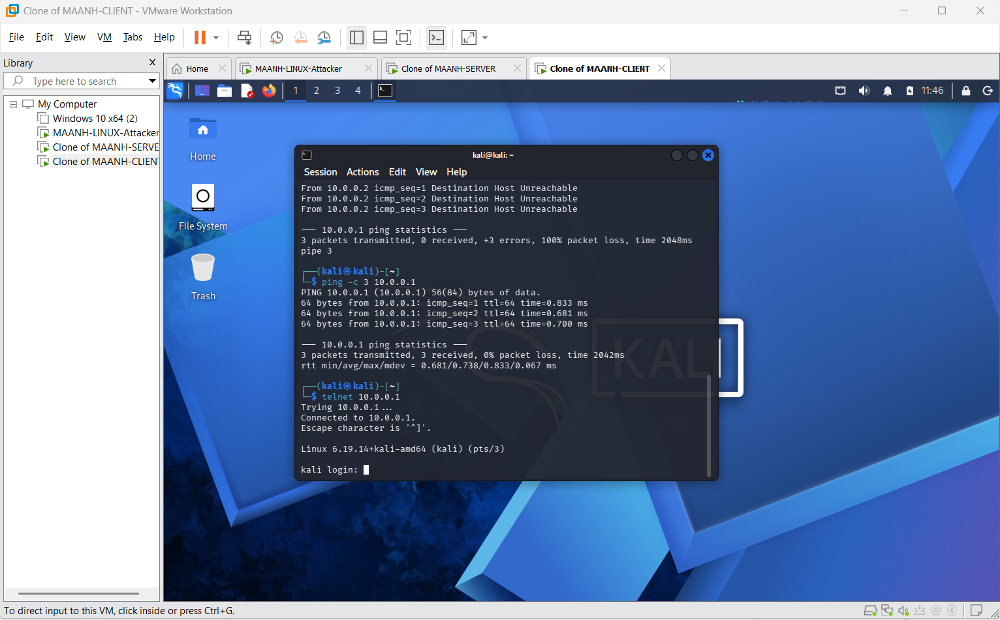 Clone of MAANH-CLIENT - VMware Workstation
File Edit View VM Tabs Help
Library
Type here to search
My Computer
Windows 10 x64 (2)
MAANH-LINUX-Attacker
Clone of MAANH-SERVE
Clone of MAANH-CLIEN
Home
MAANH-LINUX-Attacker
Clone of MAANH-SERVER
Clone of MAANH-CLIENT
1 2 3 4
11:46
Home
File System
Trash
kali@kali: ~
Session Actions Edit View Help
From 10.0.0.2 icmp_seq=1 Destination Host Unreachable
From 10.0.0.2 icmp_seq=2 Destination Host Unreachable
From 10.0.0.2 icmp_seq=3 Destination Host Unreachable
--- 10.0.0.1 ping statistics ---
3 packets transmitted, 0 received, +3 errors, 100% packet loss, time 2048ms
pipe 3
┌──(kali㉿kali)-[~]
└─$ ping -c 3 10.0.0.1
PING 10.0.0.1 (10.0.0.1) 56(84) bytes of data.
64 bytes from 10.0.0.1: icmp_seq=1 ttl=64 time=0.833 ms
64 bytes from 10.0.0.1: icmp_seq=2 ttl=64 time=0.681 ms
64 bytes from 10.0.0.1: icmp_seq=3 ttl=64 time=0.700 ms
--- 10.0.0.1 ping statistics ---
3 packets transmitted, 3 received, 0% packet loss, time 2042ms
rtt min/avg/max/mdev = 0.681/0.738/0.833/0.067 ms
┌──(kali㉿kali)-[~]
└─$ telnet 10.0.0.1
Trying 10.0.0.1...
Connected to 10.0.0.1.
Escape character is '^]'.
Linux 6.19.14+kali-amd64 (kali) (pts/3)
kali login:
KALI
To direct input to this VM, click inside or press Ctrl+G.